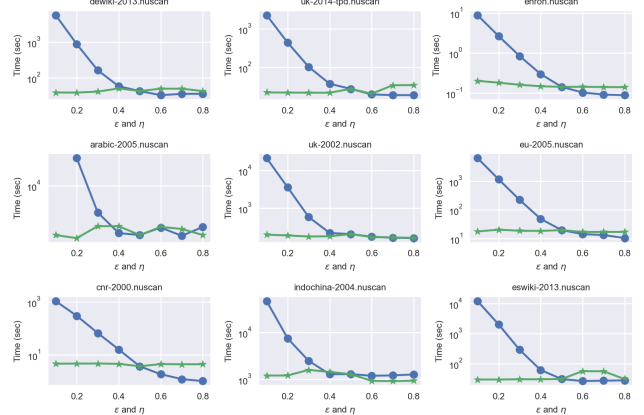 dewiki-2013.nuscan
uk-2014-tpd.nuscan
enron.nuscan
Time (sec)
10³
10²
0.2 0.4 0.6 0.8
ε and η
Time (sec)
10³
10²
0.2 0.4 0.6 0.8
ε and η
Time (sec)
10¹
10⁰
10⁻¹
0.2 0.4 0.6 0.8
ε and η
arabic-2005.nuscan
uk-2002.nuscan
eu-2005.nuscan
Time (sec)
10⁴
0.2 0.4 0.6 0.8
ε and η
Time (sec)
10⁴
10³
0.2 0.4 0.6 0.8
ε and η
Time (sec)
10³
10²
10
0.2 0.4 0.6 0.8
ε and η
cnr-2000.nuscan
indochina-2004.nuscan
eswiki-2013.nuscan
Time (sec)
10³
10¹
0.2 0.4 0.6 0.8
ε and η
Time (sec)
10⁴
10³
0.2 0.4 0.6 0.8
ε and η
Time (sec)
10⁴
10³
10²
0.2 0.4 0.6 0.8
ε and η